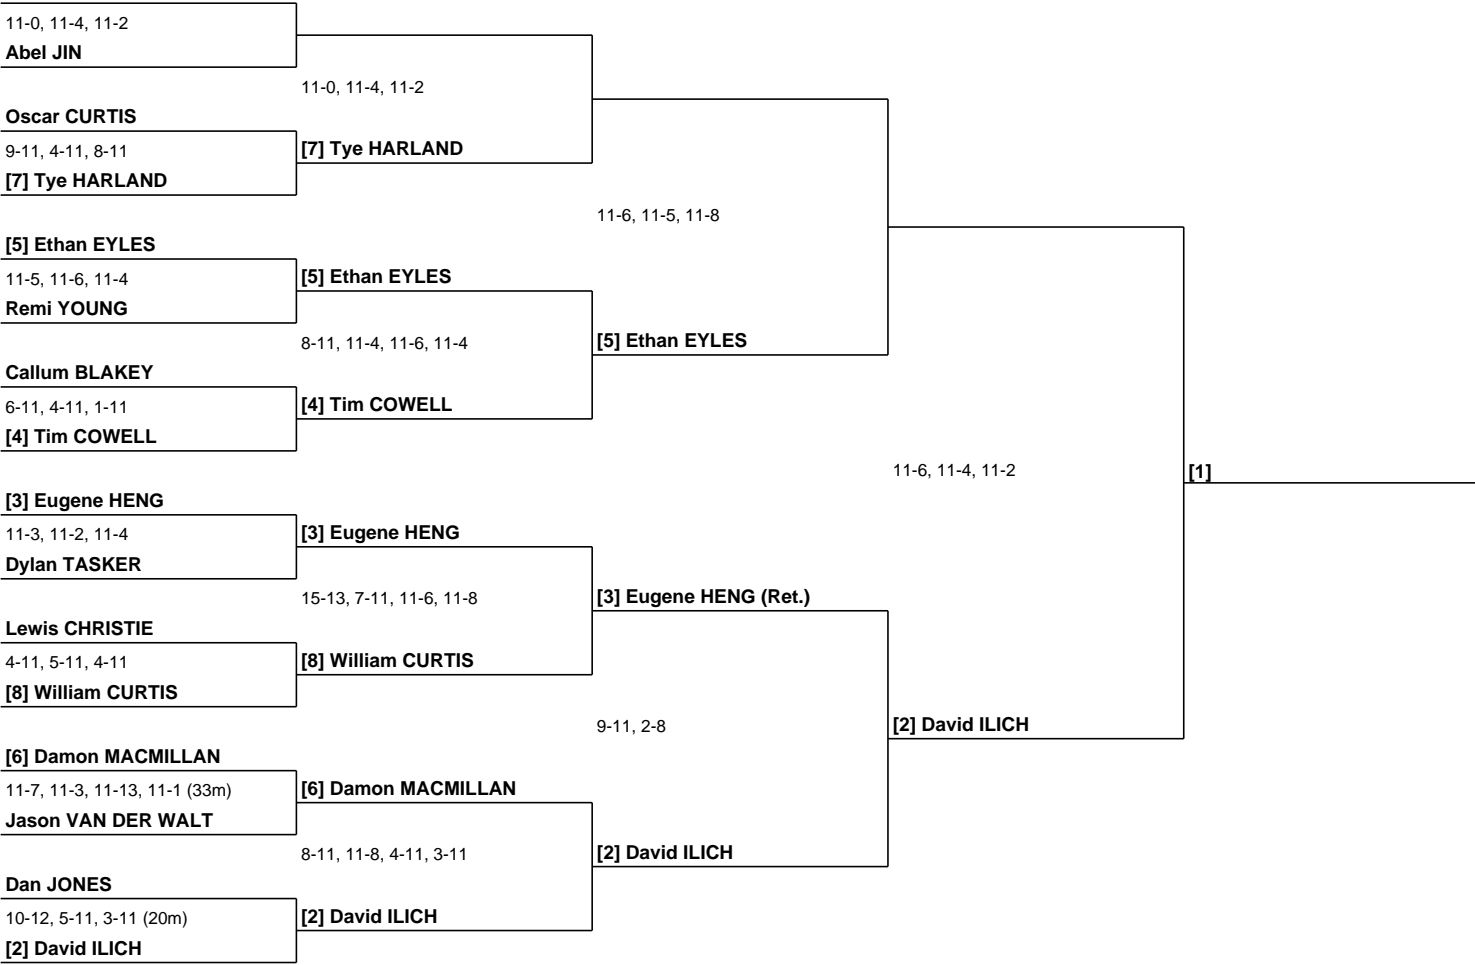 11-0, 11-4, 11-2
Abel JIN
11-0, 11-4, 11-2
Oscar CURTIS
9-11, 4-11, 8-11
[7] Tye HARLAND
[7] Tye HARLAND
11-6, 11-5, 11-8
[5] Ethan EYLES
11-5, 11-6, 11-4
[5] Ethan EYLES
Remi YOUNG
8-11, 11-4, 11-6, 11-4
[5] Ethan EYLES
Callum BLAKEY
6-11, 4-11, 1-11
[4] Tim COWELL
[4] Tim COWELL
11-6, 11-4, 11-2
[1]
[3] Eugene HENG
11-3, 11-2, 11-4
[3] Eugene HENG
Dylan TASKER
15-13, 7-11, 11-6, 11-8
[3] Eugene HENG (Ret.)
Lewis CHRISTIE
4-11, 5-11, 4-11
[8] William CURTIS
[8] William CURTIS
9-11, 2-8
[2] David ILICH
[6] Damon MACMILLAN
11-7, 11-3, 11-13, 11-1 (33m)
[6] Damon MACMILLAN
Jason VAN DER WALT
8-11, 11-8, 4-11, 3-11
[2] David ILICH
Dan JONES
10-12, 5-11, 3-11 (20m)
[2] David ILICH
[2] David ILICH